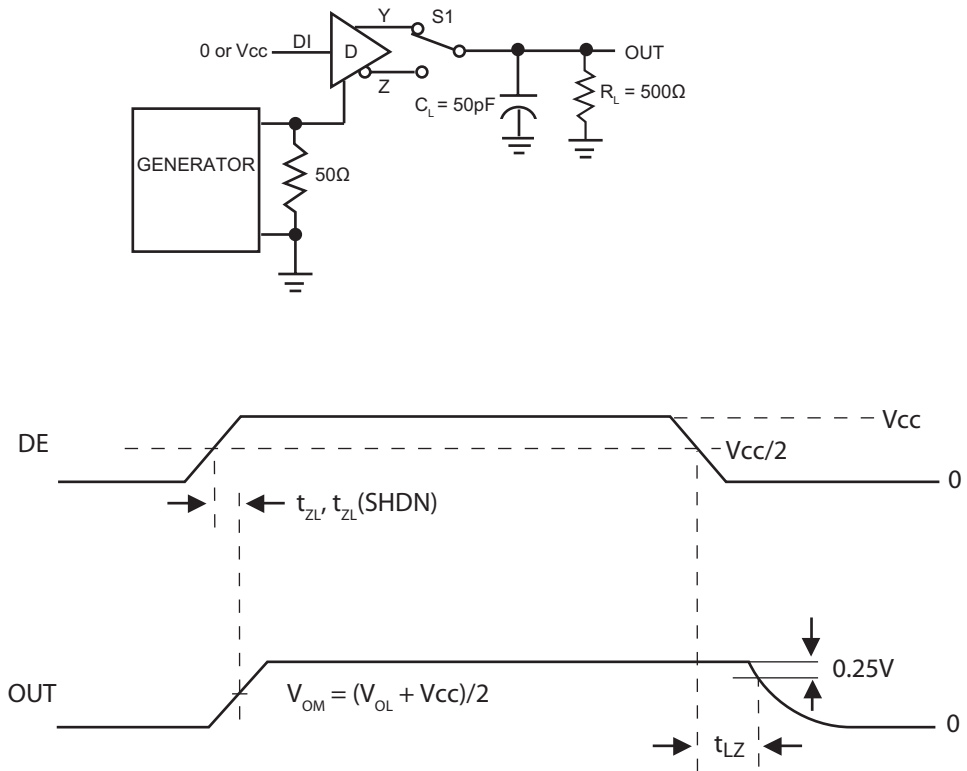 Y
S1
0 or Vcc
DI
D
OUT
Z
C_L = 50pF
R_L = 500Ω
GENERATOR
50Ω
Vcc
DE
Vcc/2
0
t_ZL, t_ZL(SHDN)
0.25V
OUT
V_OM = (V_OL + Vcc)/2
0
t_LZ